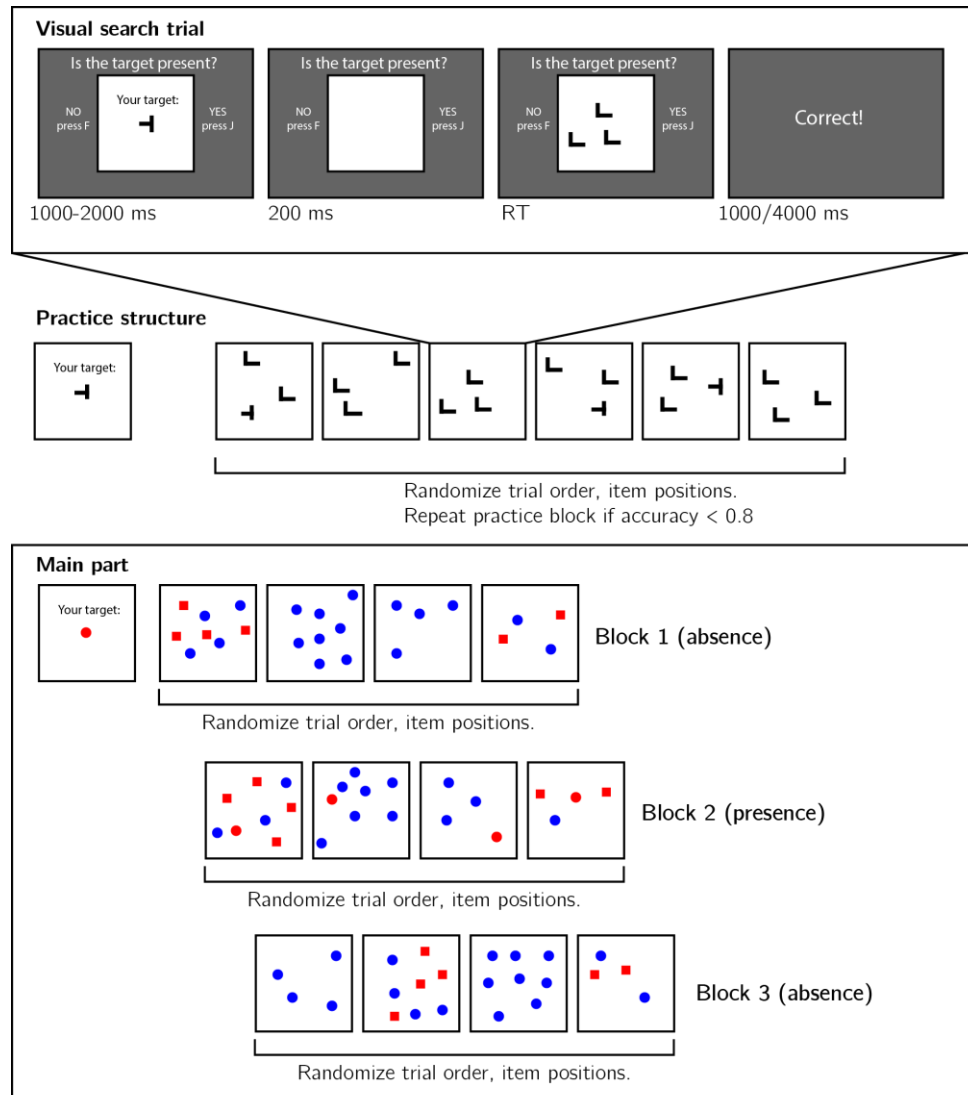 Visual search trial
Is the target present?
NO
press F
Your target:
YES
press J
1000-2000 ms
Is the target present?
NO
press F
YES
press J
200 ms
Is the target present?
NO
press F
YES
press J
RT
Correct!
1000/4000 ms
Practice structure
Your target:
Randomize trial order, item positions.
Repeat practice block if accuracy < 0.8
Main part
Your target:
Block 1 (absence)
Randomize trial order, item positions.
Block 2 (presence)
Randomize trial order, item positions.
Block 3 (absence)
Randomize trial order, item positions.